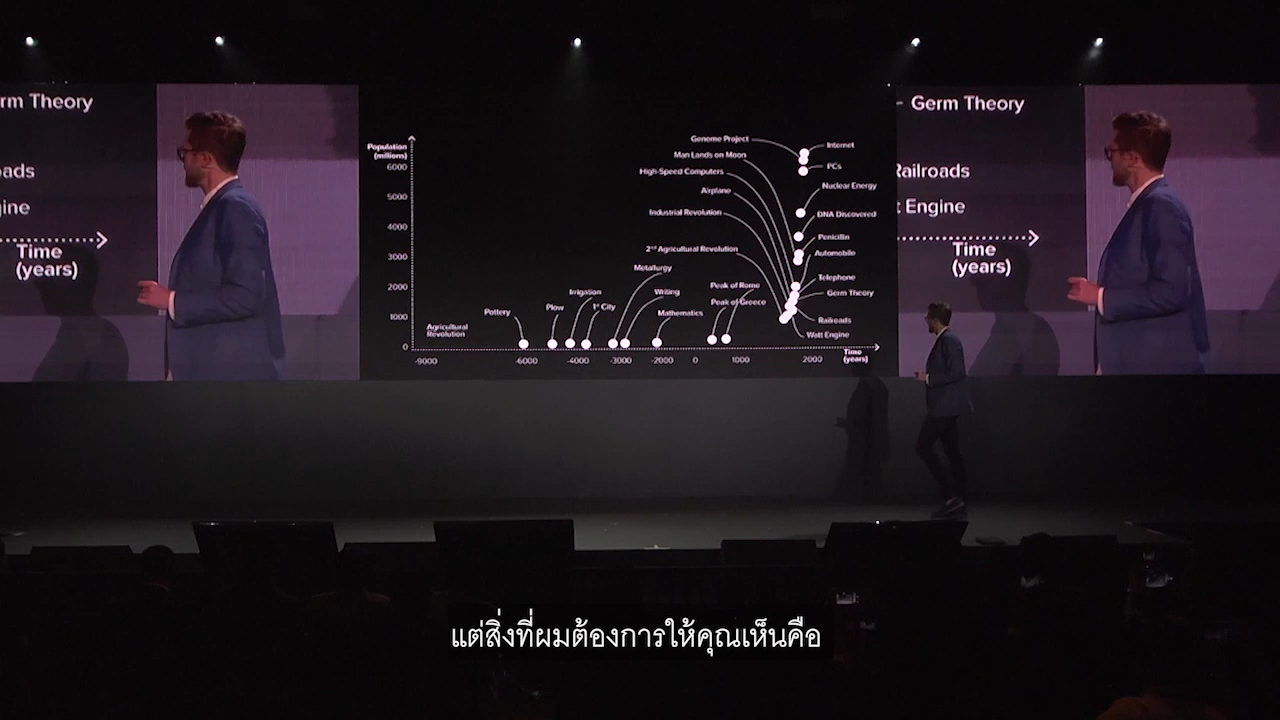 rm Theory
oads
gine
Time
(years)
Population
(millions)
6000
5000
4000
3000
2000
1000
0
Genome Project
Man Lands on Moon
High-Speed Computers
Airplane
Industrial Revolution
2nd Agricultural Revolution
Metallurgy
Irrigation
Writing
Peak of Rome
Pottery
Plow
1st City
Mathematics
Peak of Greece
Agricultural
Revolution
Internet
PCs
Nuclear Energy
DNA Discovered
Penicillin
Automobile
Telephone
Germ Theory
Railroads
Watt Engine
-9000
-6000
-4000
-3000
-2000
0
1000
2000
Time
(years)
Germ Theory
Railroads
t Engine
Time
(years)
แต่สิ่งที่ผมต้องการให้คุณเห็นคือ